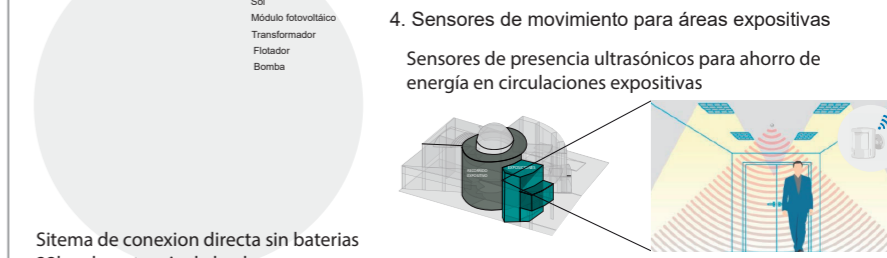 Sol
Módulo fotovoltáico
Transformador
Flotador
Bomba
Sitema de conexion directa sin baterias
4. Sensores de movimiento para áreas expositivas
Sensores de presencia ultrasónicos para ahorro de
energía en circulaciones expositivas